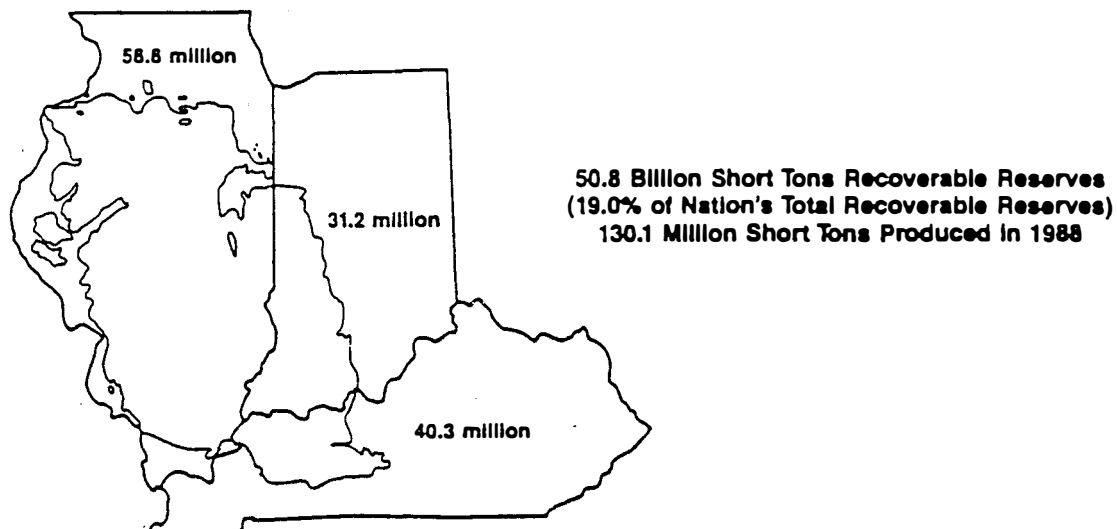 58.6 million
31.2 million
50.8 Billion Short Tons Recoverable Reserves
(19.0% of Nation's Total Recoverable Reserves)
130.1 Million Short Tons Produced in 1988
40.3 million